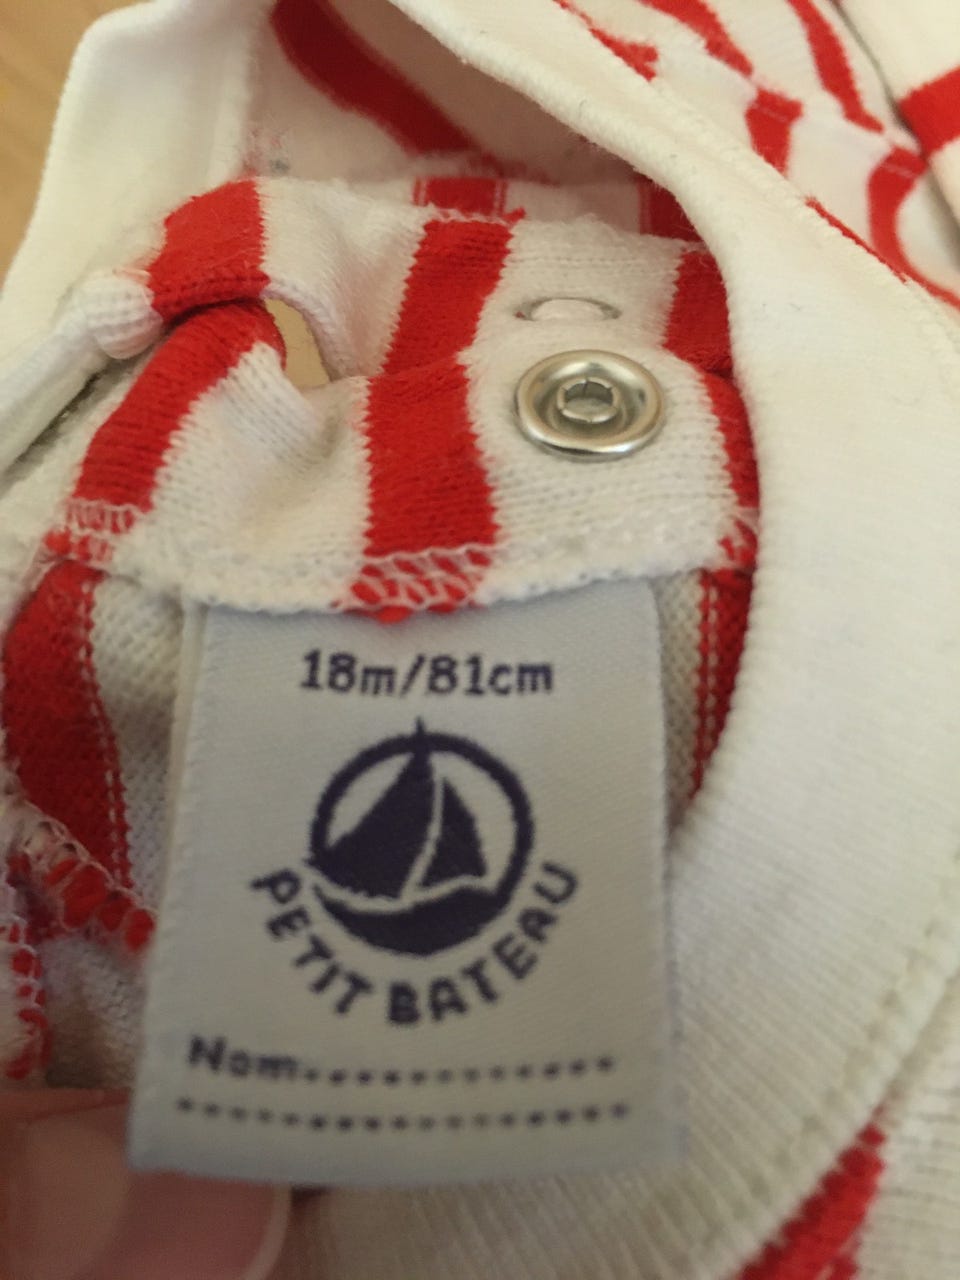 18m/81cm
PETIT BATEAU
Nom..............
....................